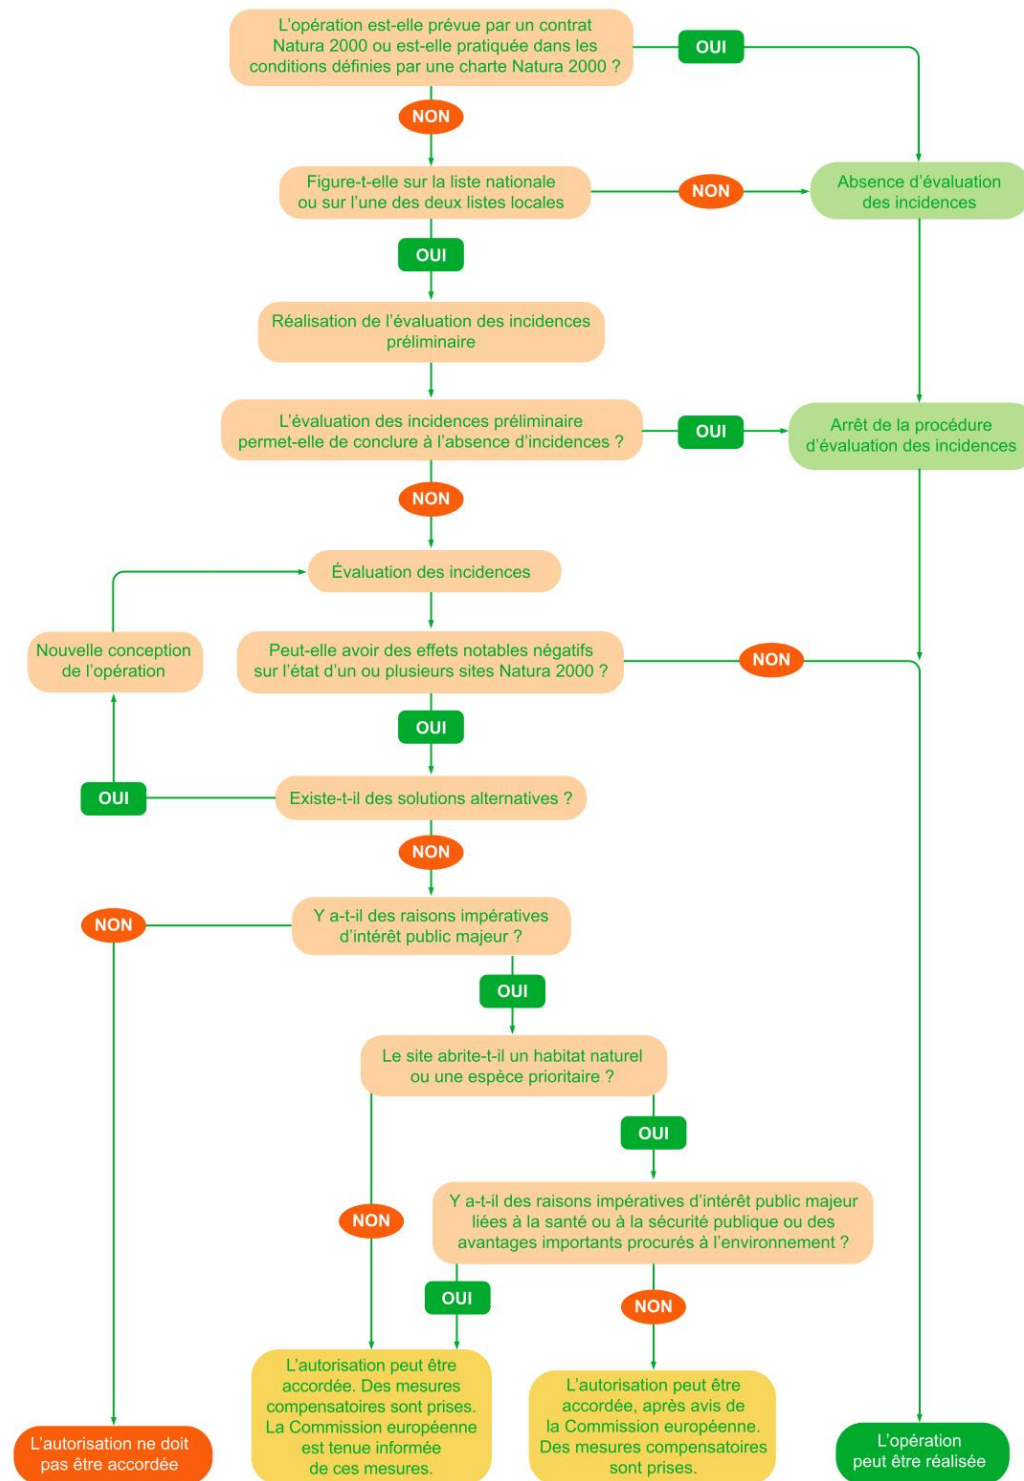 L'opération est-elle prévue par un contrat
Natura 2000 ou est-elle pratiquée dans les
conditions définies par une charte Natura 2000 ?
OUI
NON
Figure-t-elle sur la liste nationale
ou sur l'une des deux listes locales
NON
Absence d'évaluation
des incidences
OUI
Réalisation de l'évaluation des incidences
préliminaire
L'évaluation des incidences préliminaire
permet-elle de conclure à l'absence d'incidences ?
OUI
Arrêt de la procédure
d'évaluation des incidences
NON
Évaluation des incidences
Nouvelle conception
de l'opération
Peut-elle avoir des effets notables négatifs
sur l'état d'un ou plusieurs sites Natura 2000 ?
NON
OUI
OUI
Existe-t-il des solutions alternatives ?
NON
NON
Y a-t-il des raisons impératives
d'intérêt public majeur ?
OUI
Le site abrite-t-il un habitat naturel
ou une espèce prioritaire ?
OUI
NON
Y a-t-il des raisons impératives d'intérêt public majeur
liées à la santé ou à la sécurité publique ou des
avantages importants procurés à l'environnement ?
OUI
NON
L'autorisation ne doit
pas être accordée
L'autorisation peut être
accordée. Des mesures
compensatoires sont prises.
La Commission européenne
est tenue informée
de ces mesures.
L'autorisation peut être
accordée, après avis de
la Commission européenne.
Des mesures compensatoires
sont prises.
L'opération
peut être réalisée